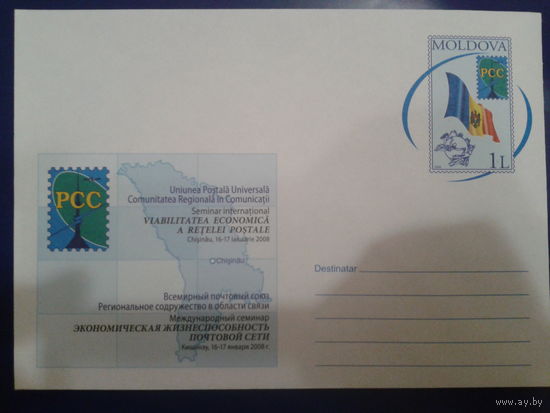 MOLDOVA
PCC
1L
PCC
Uniunea Poştală Universală
Comunitatea Regională în Comunicaţii
Seminar internaţional
VIABILITATEA ECONOMICĂ
A REŢELEI POŞTALE
Chişinău, 16-17 ianuarie 2008
Chişinău
Всемирный почтовый союз
Региональное содружество в области связи
Международный семинар
ЭКОНОМИЧЕСКАЯ ЖИЗНЕСПОСОБНОСТЬ
ПОЧТОВОЙ СЕТИ
Кишинэу, 16-17 января 2008 г.
Destinatar
www.ay.by